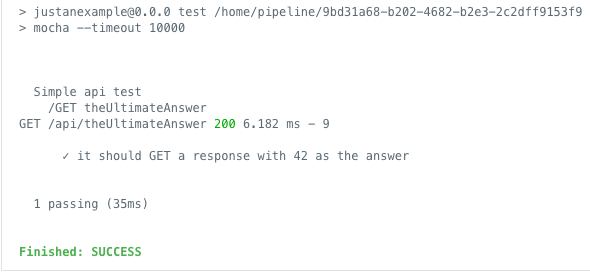 > justanexample@0.0.0 test /home/pipeline/9bd31a68-b202-4682-b2e3-2c2dff9153f9
> mocha --timeout 10000
Simple api test
/GET theUltimateAnswer
GET /api/theUltimateAnswer 200 6.182 ms - 9
✓ it should GET a response with 42 as the answer
1 passing (35ms)
Finished: SUCCESS